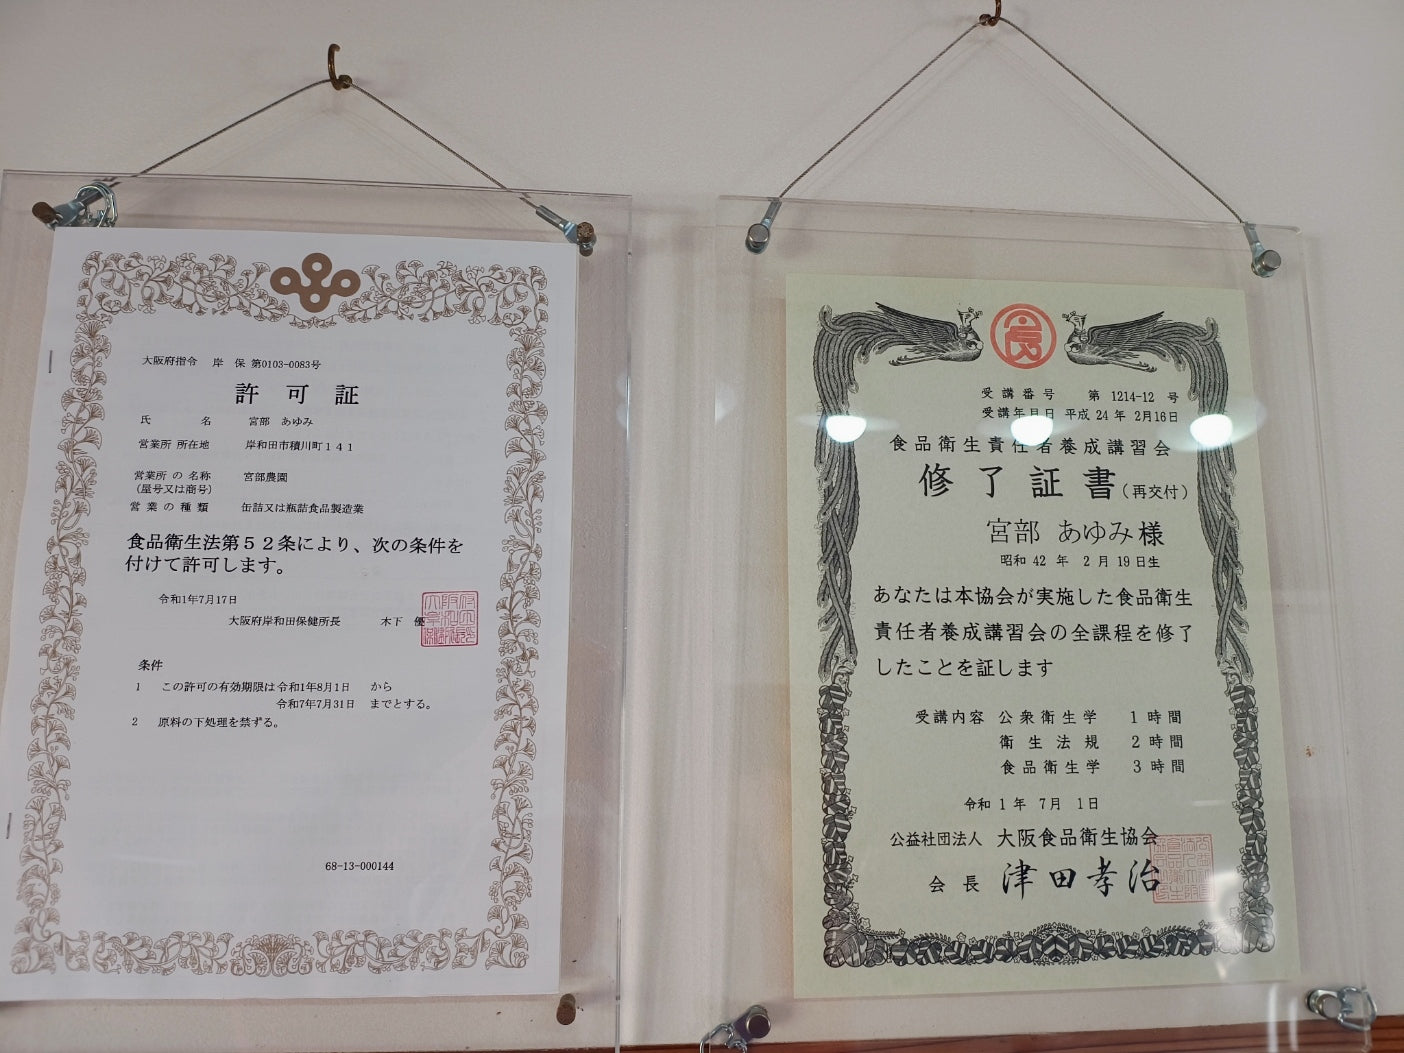 大阪府指令 岸 保 第0103-0083号
許可証
氏名 宮部 あゆみ
営業所 所在地 岸和田市積川町141
営業所 の 名称 宮部農園
(屋号又は商号)
営業の種類 缶詰又は瓶詰食品製造業
食品衛生法第52条により、次の条件を
付けて許可します。
令和1年7月17日
大阪府岸和田保健所長 木下 優
条件
1 この許可の有効期限は令和1年8月1日 から
令和7年7月31日 までとする。
2 原料の下処理を禁ずる。
68-13-000144
受講番号 第 1214-12 号
受講年月日 平成 24 年 2月16日
食品衛生責任者養成講習会
修了証書(再交付)
宮部 あゆみ様
昭和 42 年 2 月 19 日生
あなたは本協会が実施した食品衛生
責任者養成講習会の全課程を修了
したことを証します
受講内容 公衆衛生学 1時間
衛生法規 2時間
食品衛生学 3時間
令和 1 年 7月 1日
公益社団法人 大阪食品衛生協会
会長 津田孝治